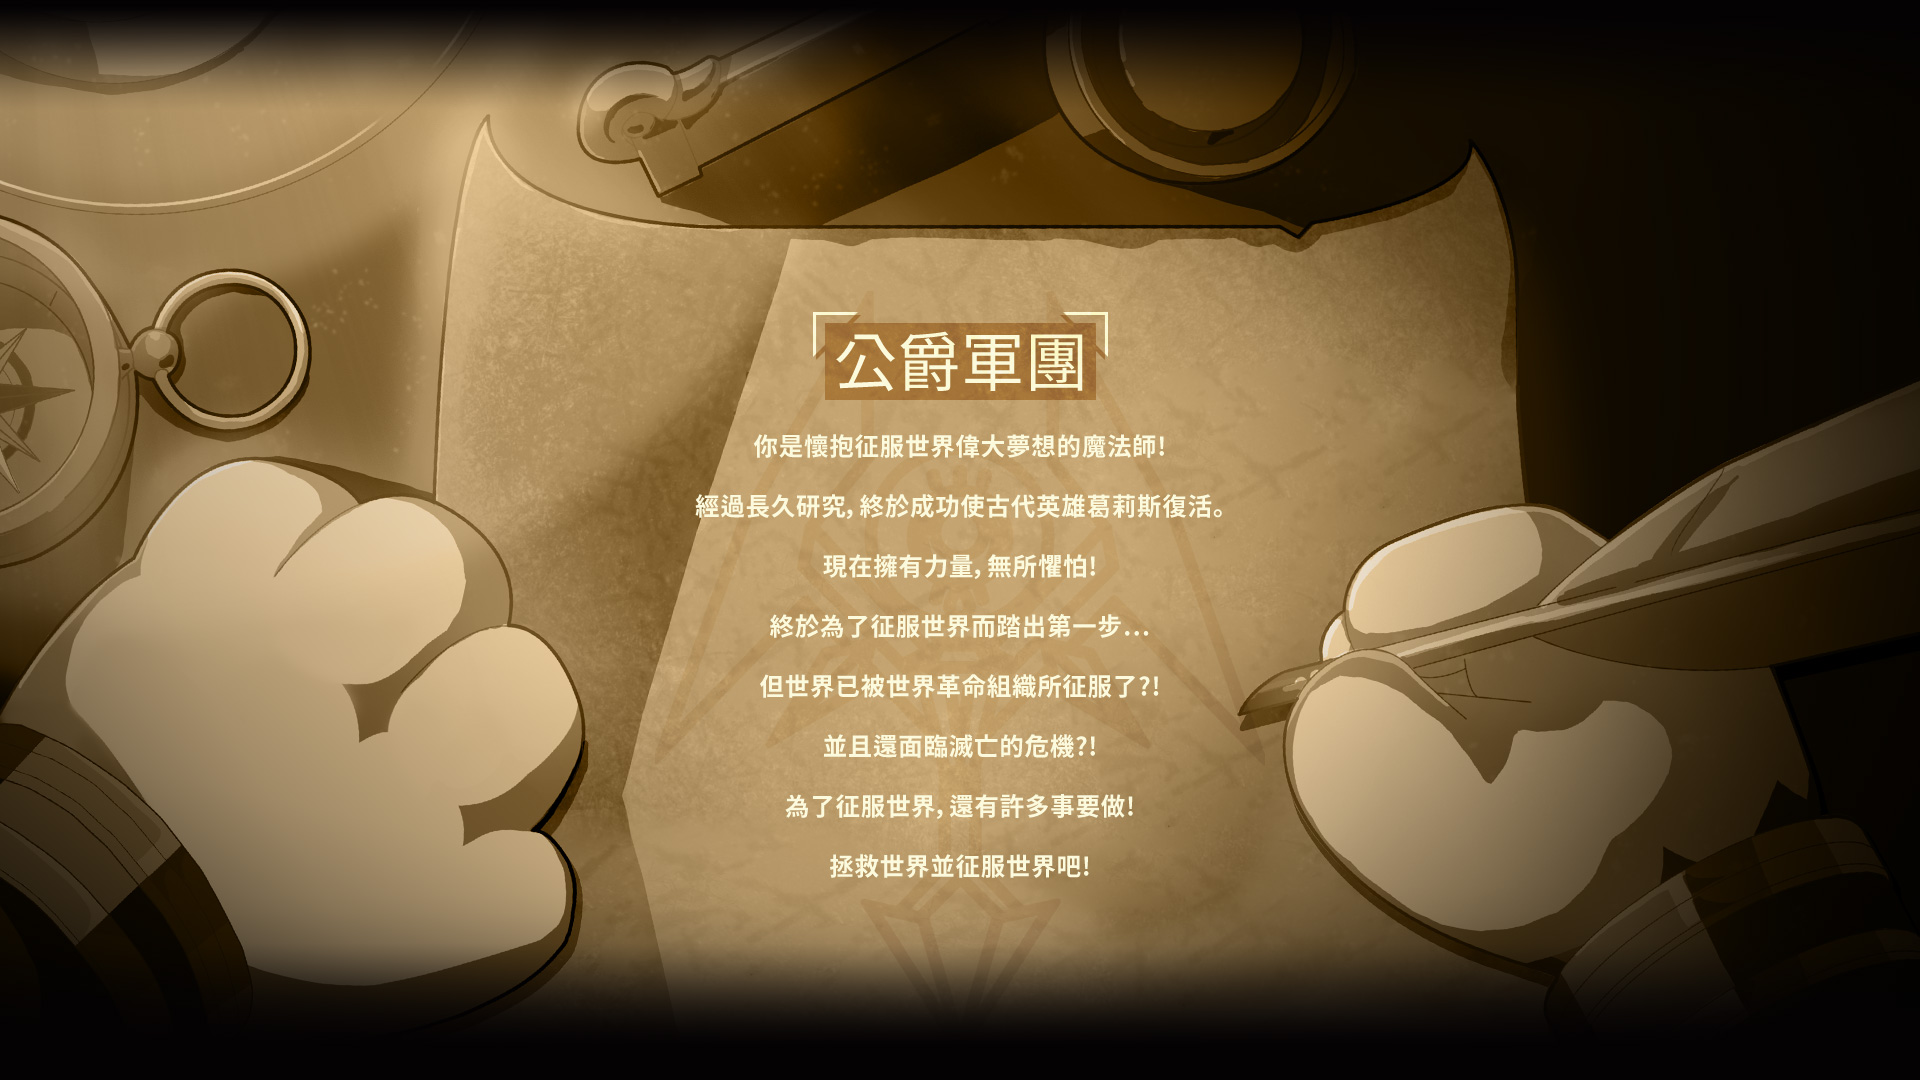 公爵軍團
你是懷抱征服世界偉大夢想的魔法師!
經過長久研究, 終於成功使古代英雄葛莉斯復活。
現在擁有力量, 無所懼怕!
終於為了征服世界而踏出第一步...
但世界已被世界革命組織所征服了?!
並且還面臨滅亡的危機?!
為了征服世界, 還有許多事要做!
拯救世界並征服世界吧!